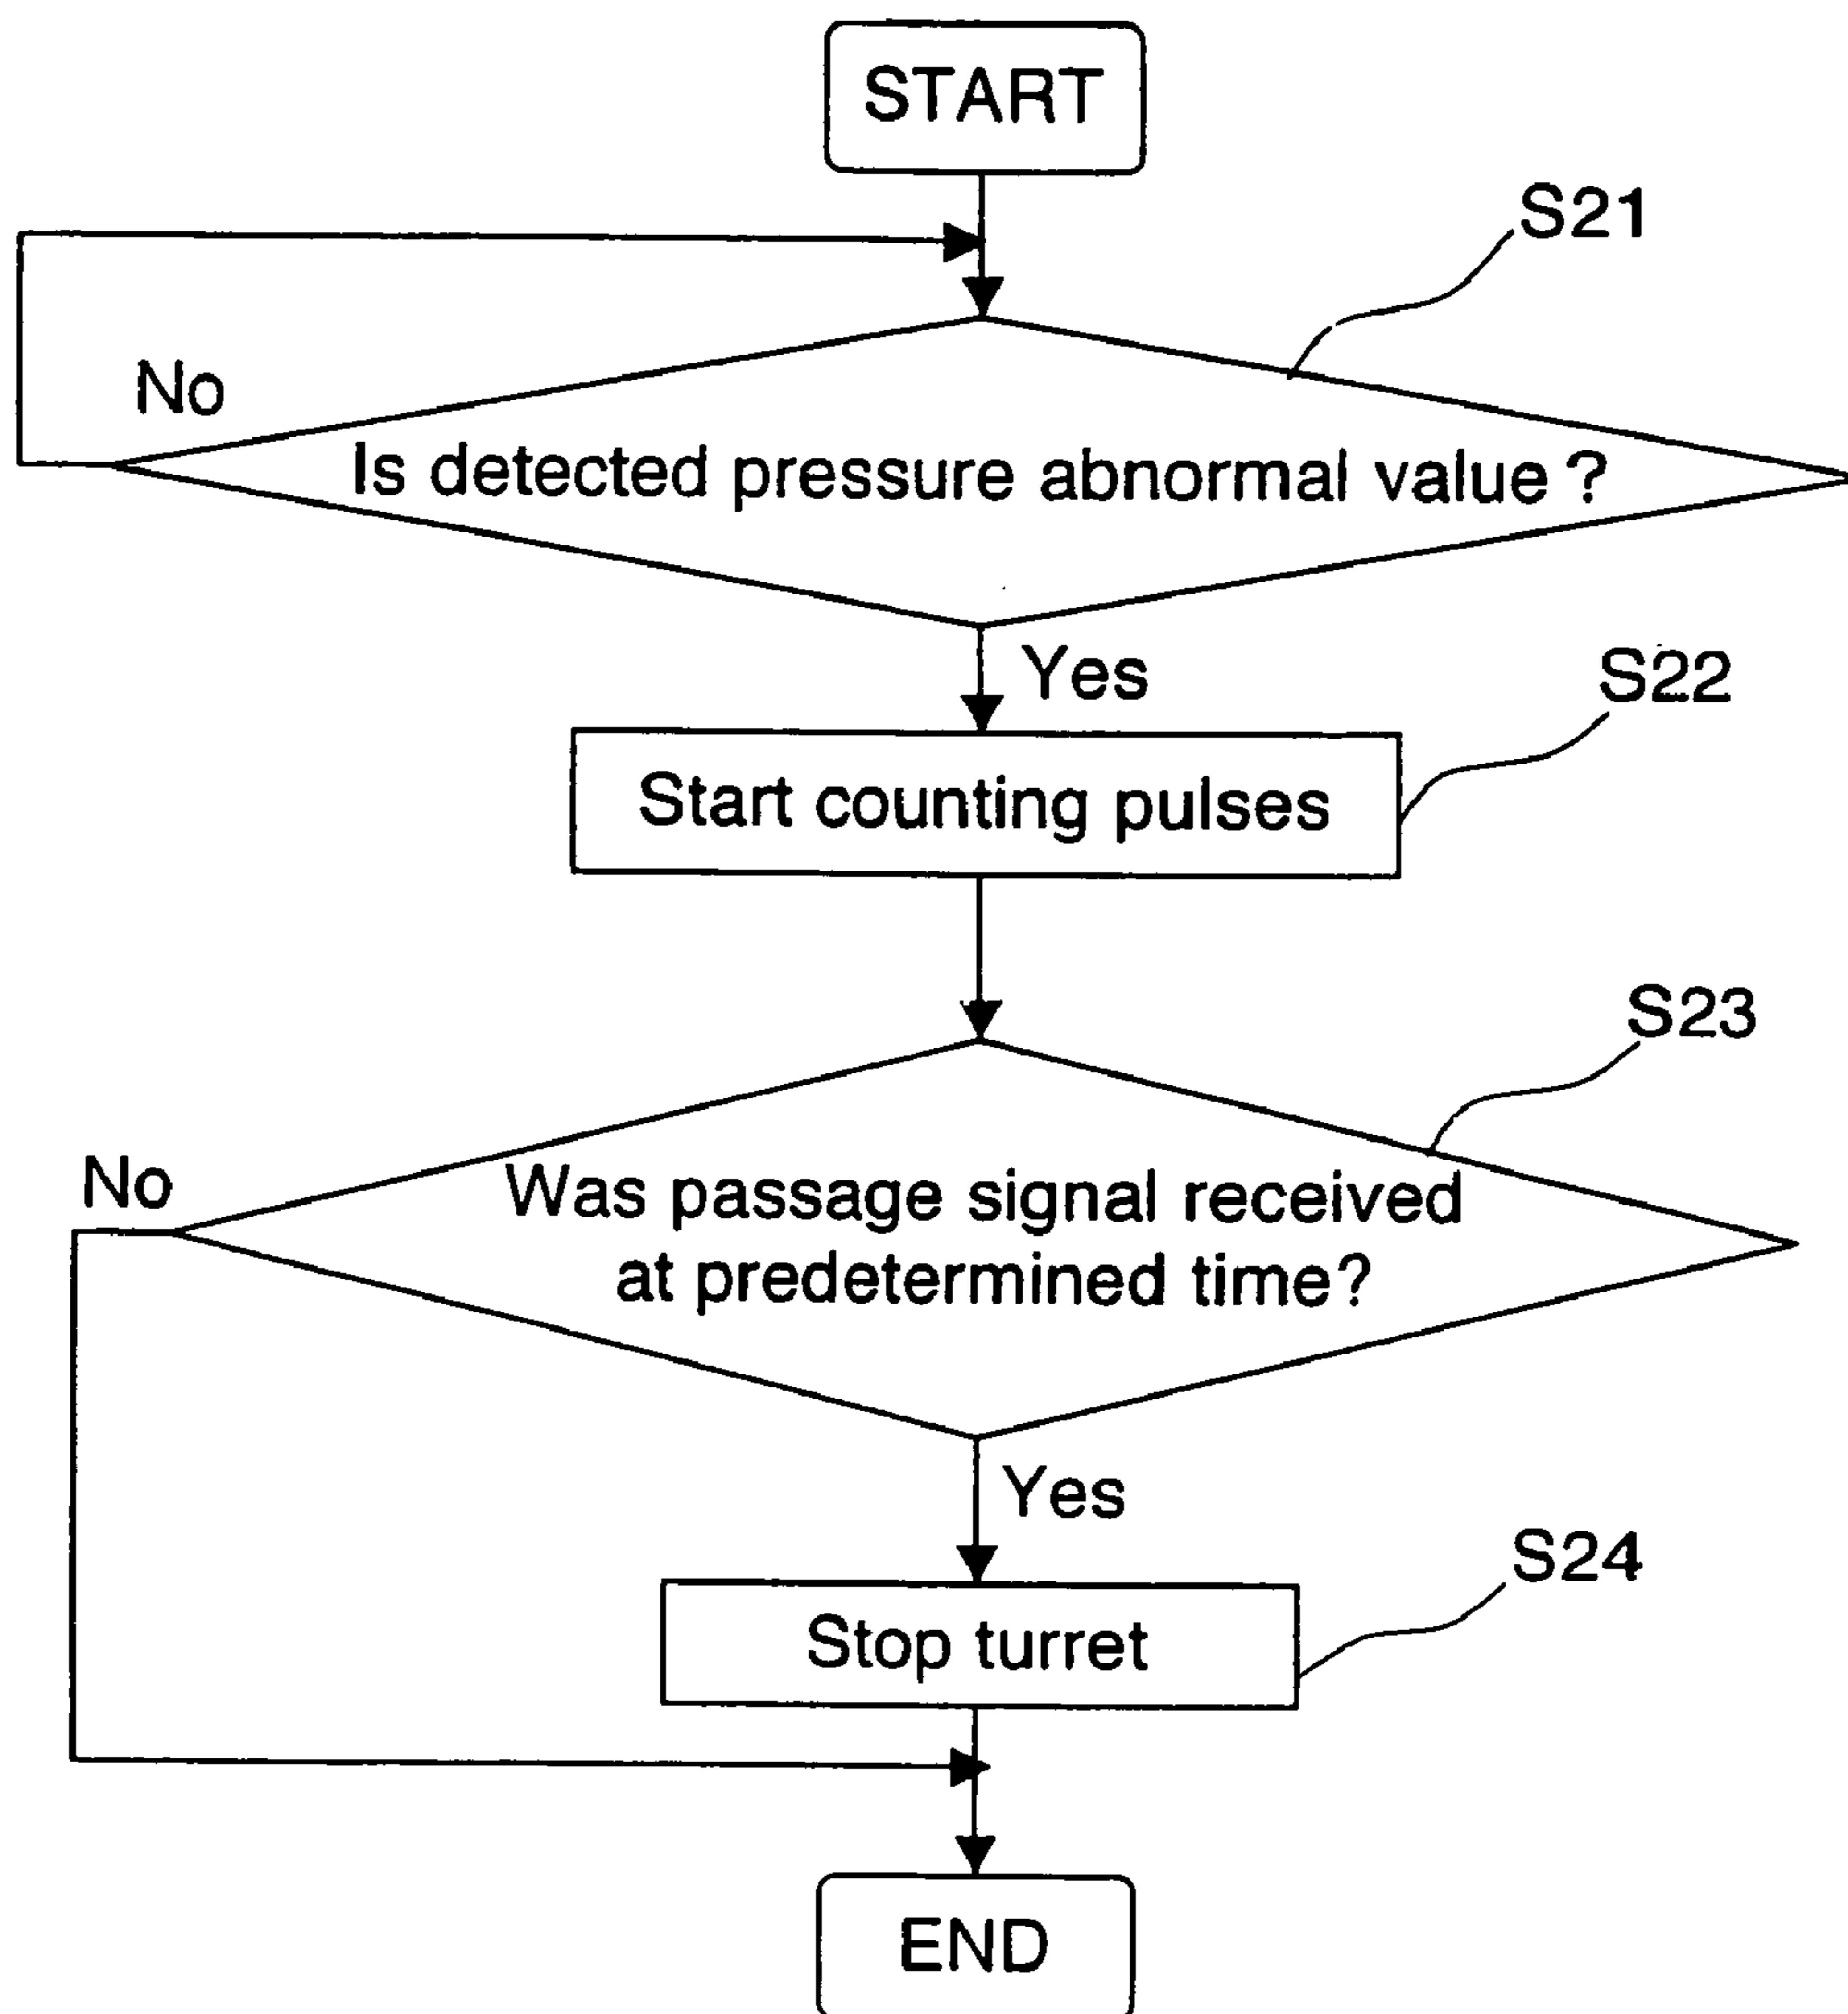 START
S21
No
Is detected pressure abnormal value ?
Yes
S22
Start counting pulses
S23
No
Was passage signal received
at predetermined time?
Yes
S24
Stop turret
END